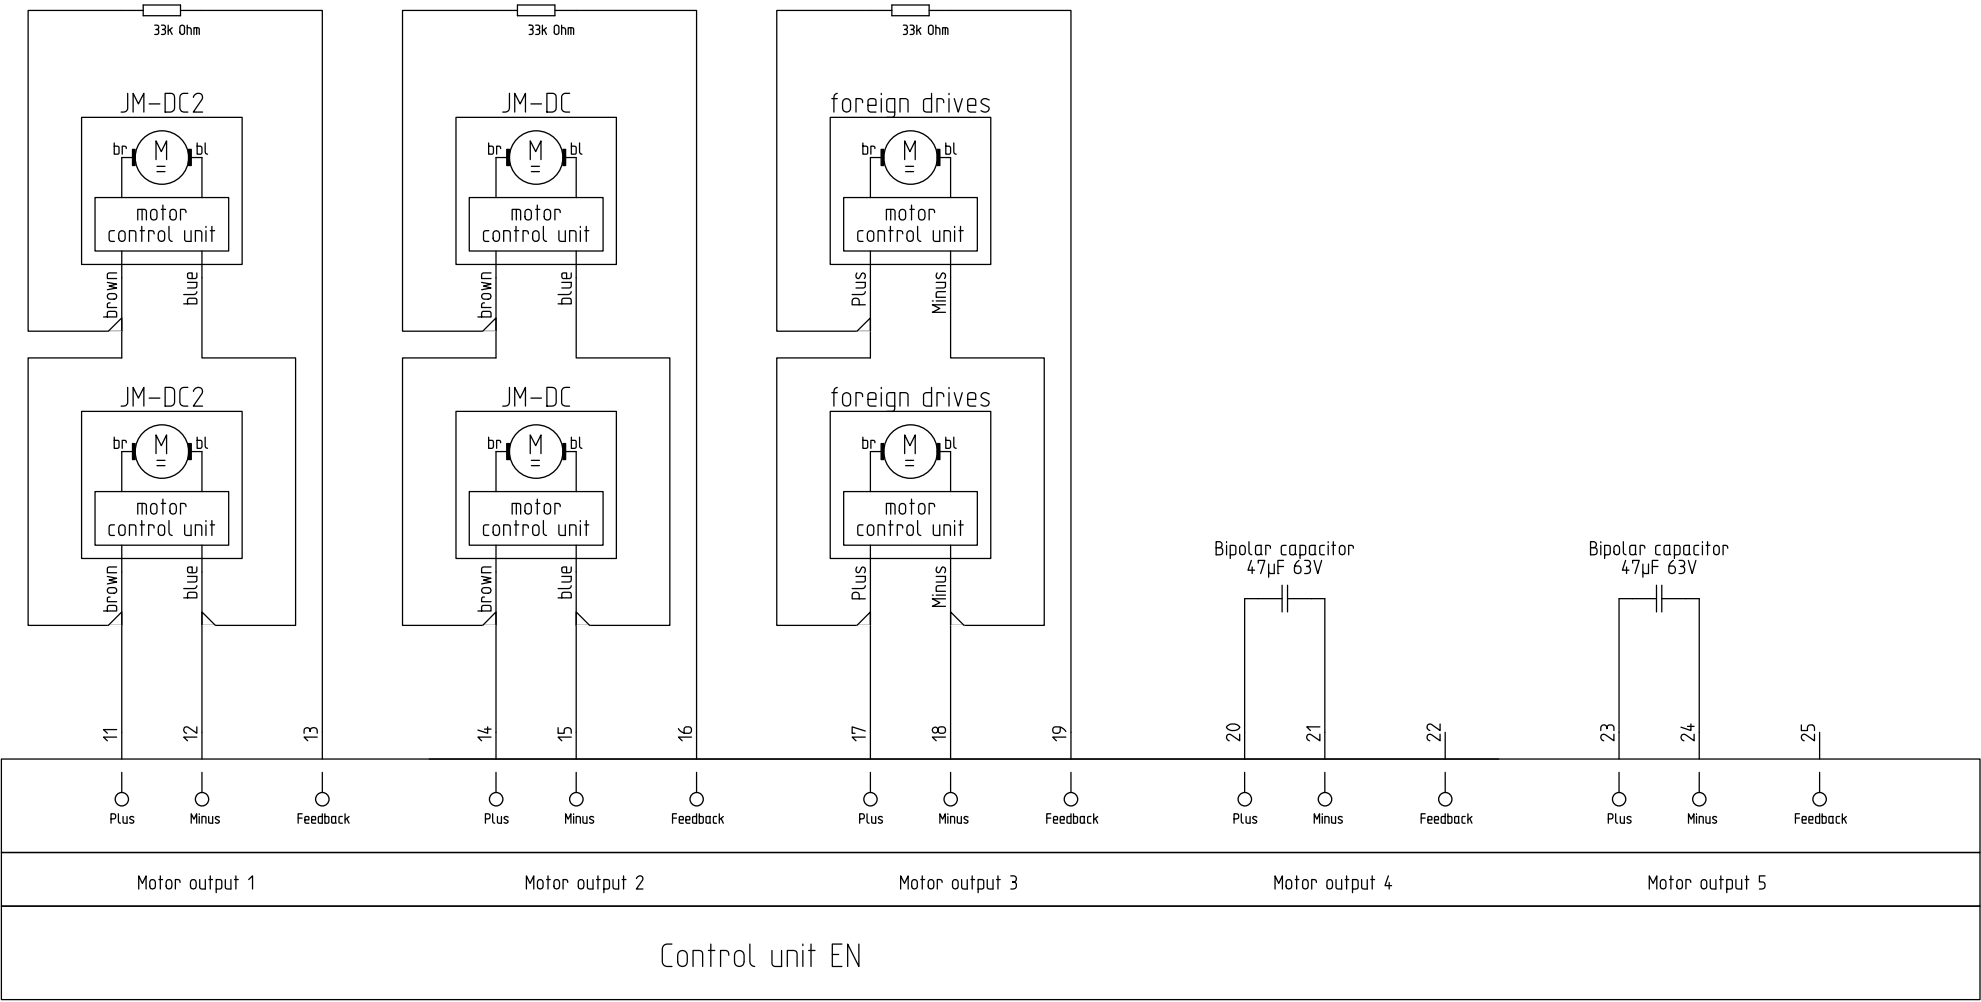 33k Ohm 33k Ohm 33k Ohm
JM-DC2 JM-DC foreign drives
br M bl br M bl br M bl
= = =
motor motor motor
control unit control unit control unit
brown blue brown blue Plus Minus
JM-DC2 JM-DC foreign drives
br M bl br M bl br M bl
= = =
motor motor motor
control unit control unit control unit
Bipolar capacitor Bipolar capacitor
47µF 63V 47µF 63V
brown blue brown blue Plus Minus
11 12 13 14 15 16 17 18 19 20 21 22 23 24 25
Plus Minus Feedback Plus Minus Feedback Plus Minus Feedback Plus Minus Feedback Plus Minus Feedback
Motor output 1 Motor output 2 Motor output 3 Motor output 4 Motor output 5
Control unit EN